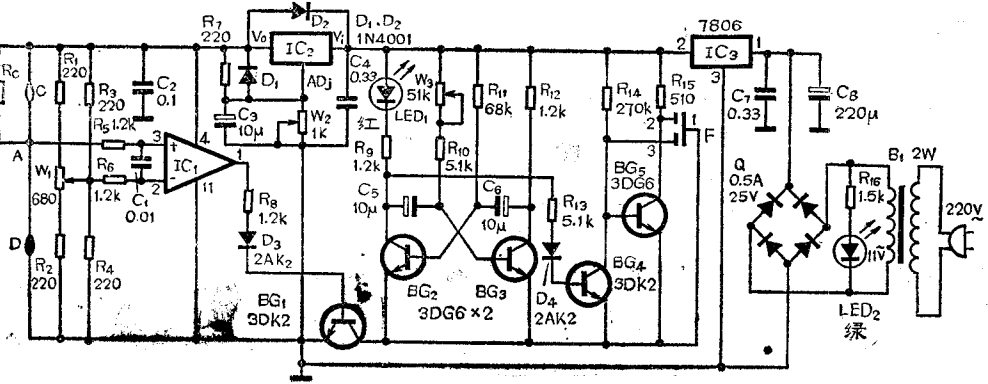 R7
220
D2
D1、D2
1N4001
Vo
IC2
Vi
ADj
D1
C3
10μ
W2
1K
C4
0.33
Rc
C
R1
220
R3
220
C2
0.1
R5 1.2k
A
3
4
IC1
1
2
11
W1
680
R6
1.2k
C1
0.01
D
R2
220
R4
220
R8
1.2k
D3
2AK2
BG1
3DK2
LED1
红
R9
1.2k
C5
10μ
W3
51k
R10
5.1k
R11
68k
R12
1.2k
C6
10μ
BG2
BG3
3DG6×2
R13
5.1k
D4
2AK2
R14
270k
R15
510
2
1
3
F
BG5
3DG6
BG4
3DK2
7806
2
IC3
1
3
C7
0.33
C8
220μ
Q
0.5A
25V
R16
1.5k
11V~
LED2
绿
B1 2W
220V~